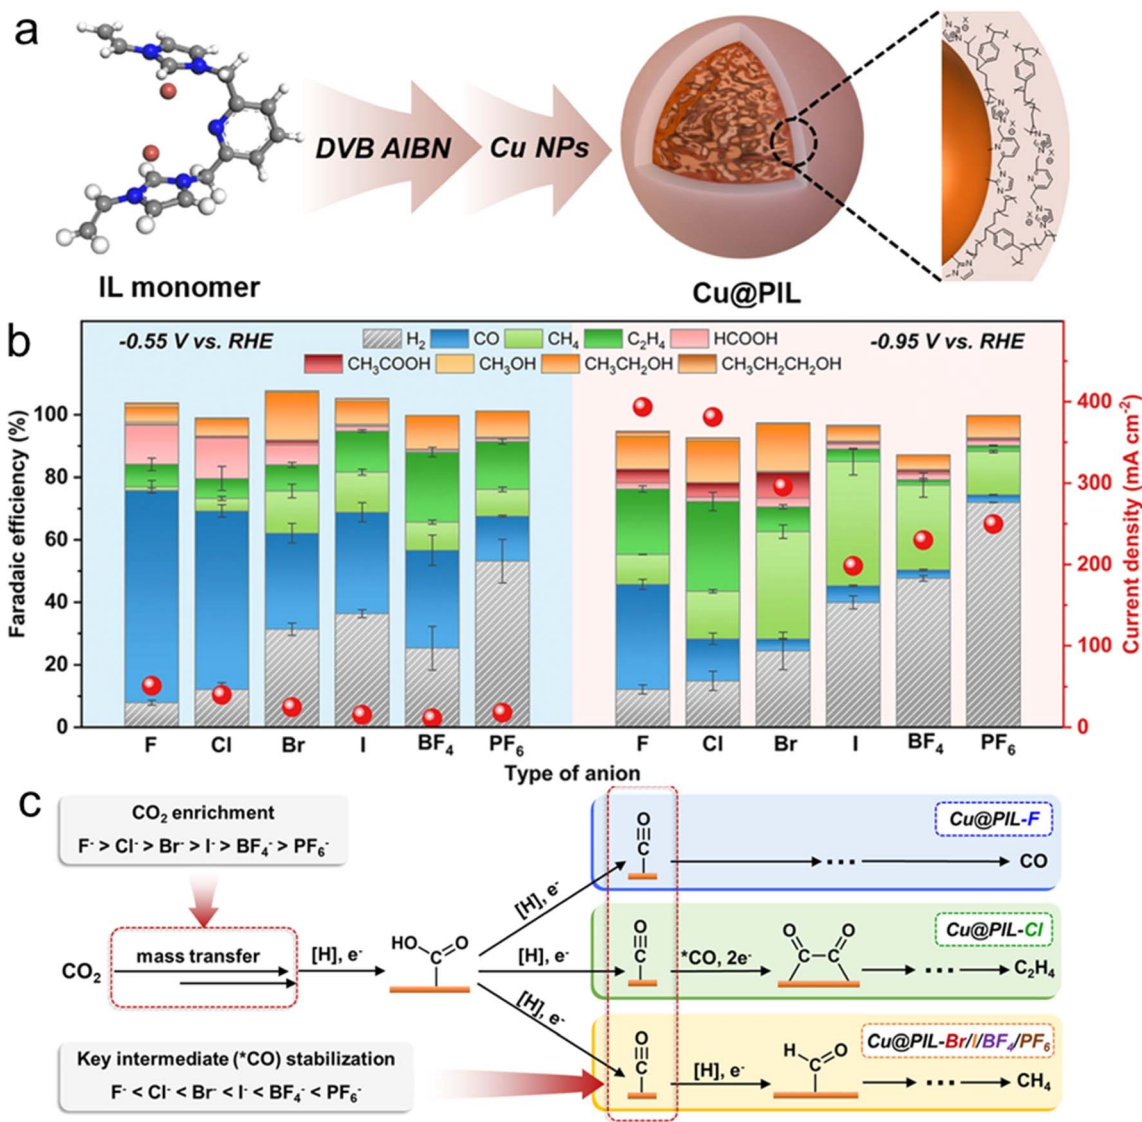 a
DVB AIBN
Cu NPs
IL monomer
Cu@PIL
b
-0.55 V vs. RHE
H₂ CO CH₄ C₂H₄ HCOOH
-0.95 V vs. RHE
CH₃COOH CH₃OH CH₃CH₂OH CH₃CH₂CH₂OH
Faradaic efficiency (%)
100
80
60
40
20
0
Current density (mA cm⁻²)
400
300
200
100
0
F Cl Br I BF₄ PF₆ F Cl Br I BF₄ PF₆
Type of anion
c
CO₂ enrichment
F⁻ > Cl⁻ > Br⁻ > I⁻ > BF₄⁻ > PF₆⁻
CO₂
mass transfer
[H], e⁻
HO O
C
[H], e⁻
[H], e⁻
[H], e⁻
Cu@PIL-F
O
C
···
CO
Cu@PIL-Cl
O
C
*CO, 2e⁻
O O
C C
···
C₂H₄
Cu@PIL-Br/I/BF₄/PF₆
O
C
[H], e⁻
H O
C
···
CH₄
Key intermediate (*CO) stabilization
F⁻ < Cl⁻ < Br⁻ < I⁻ < BF₄⁻ < PF₆⁻